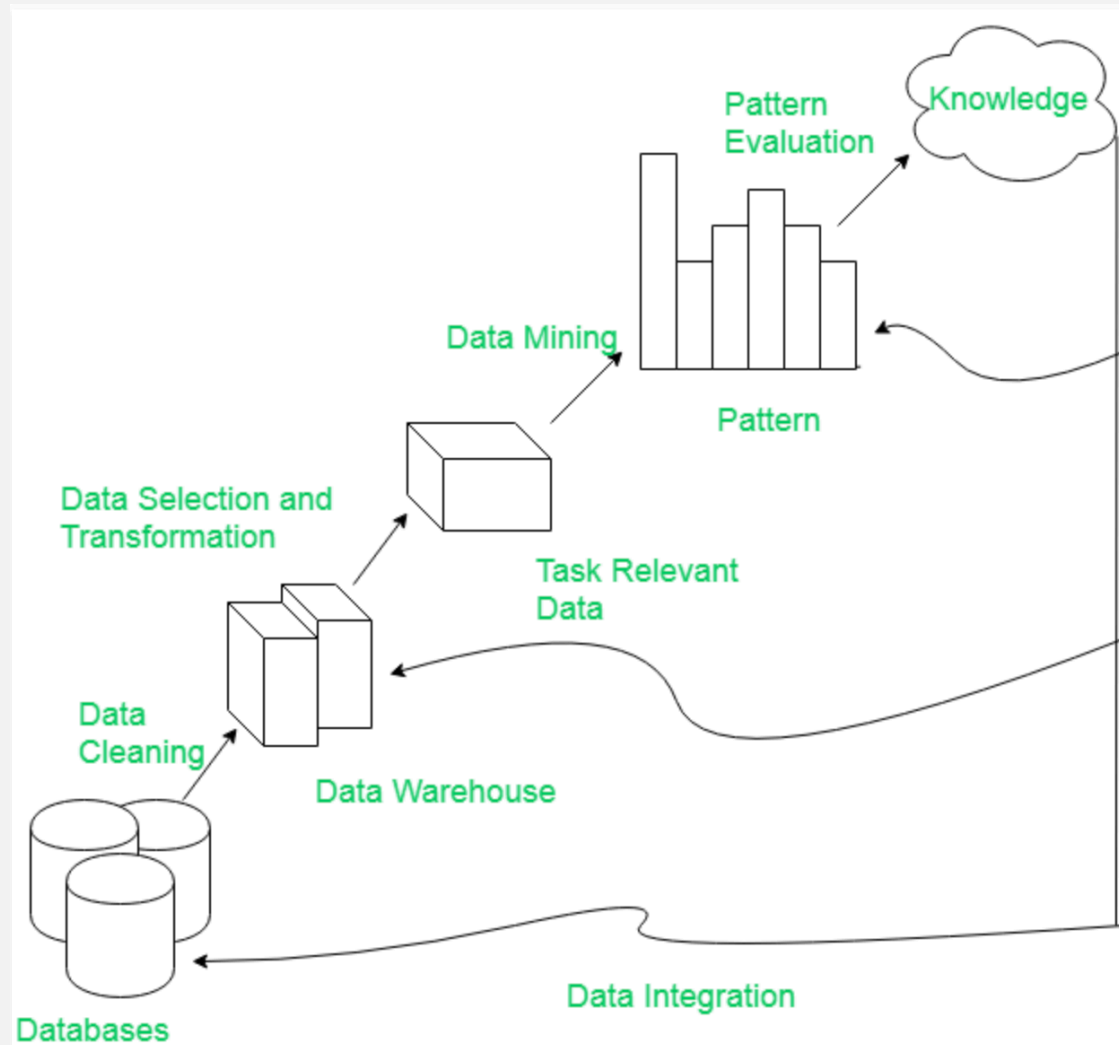 Knowledge
Pattern
Evaluation
Data Mining
Pattern
Data Selection and
Transformation
Task Relevant
Data
Data
Cleaning
Data Warehouse
Data Integration
Databases